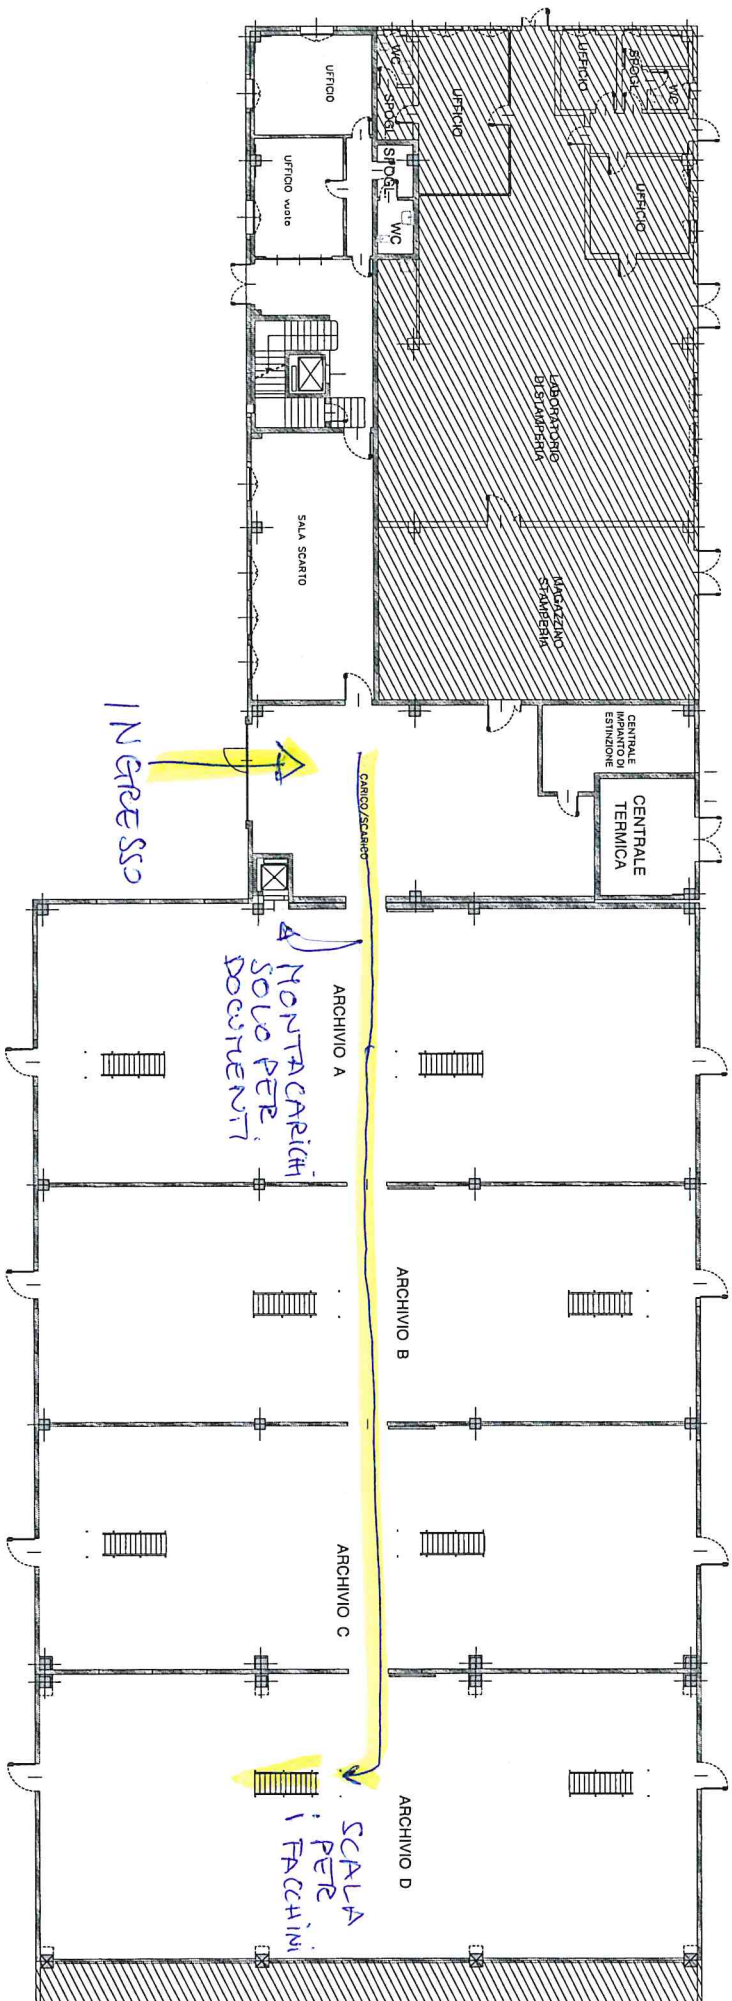 UFFICIO
UFFICIO vuoto
WC
SPOGL
SPOGL
WC
UFFICIO
UFFICIO
SPOGL
WC
UFFICIO
LABORATORIO
DI STAMPERIA
MAGAZZINO
STAMPERIA
SALA SCARTO
CENTRALE
IMPIANTO DI
ESTINZIONE
CENTRALE
TERMICA
CARICO/SCARICO
INGRESSO
MONTACARICHI
SOLO PER
DOCUMENTI
ARCHIVIO A
ARCHIVIO B
ARCHIVIO C
ARCHIVIO D
SCALA
PER
i FACCHINI